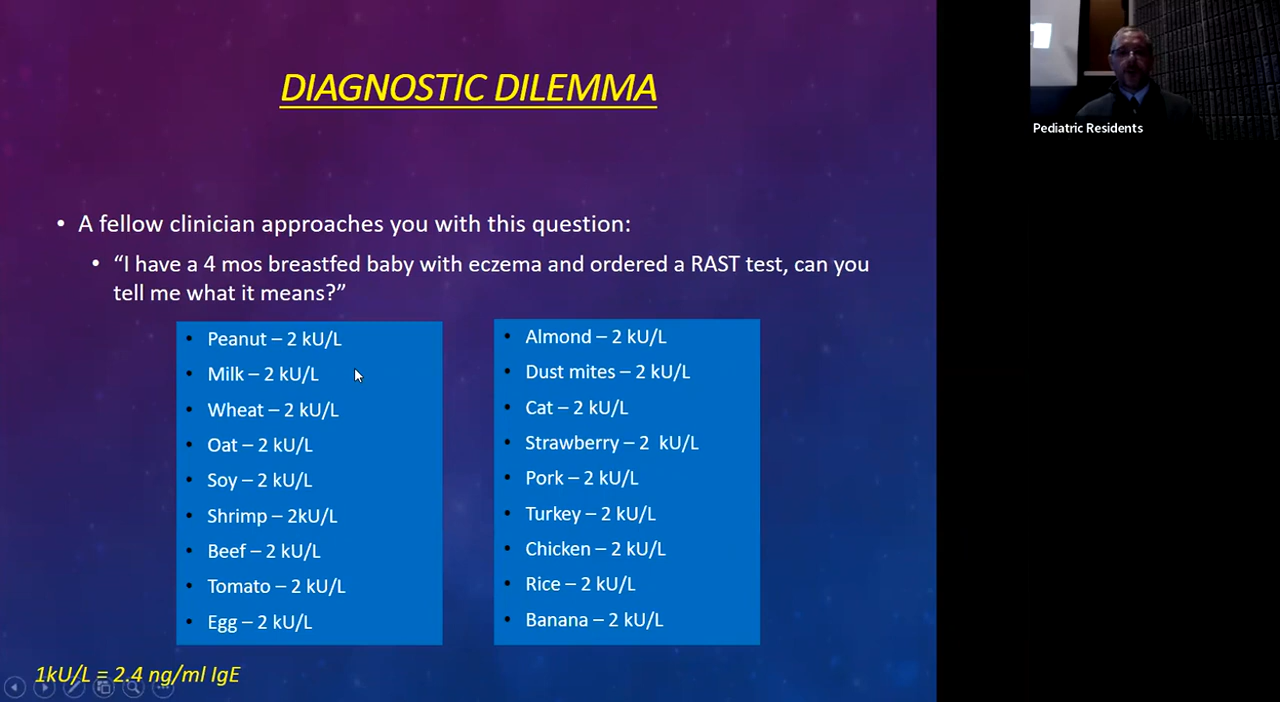 DIAGNOSTIC DILEMMA
Pediatric Residents
• A fellow clinician approaches you with this question:
• “I have a 4 mos breastfed baby with eczema and ordered a RAST test, can you
tell me what it means?”
• Peanut – 2 kU/L
• Milk – 2 kU/L
• Wheat – 2 kU/L
• Oat – 2 kU/L
• Soy – 2 kU/L
• Shrimp – 2kU/L
• Beef – 2 kU/L
• Tomato – 2 kU/L
• Egg – 2 kU/L
• Almond – 2 kU/L
• Dust mites – 2 kU/L
• Cat – 2 kU/L
• Strawberry – 2  kU/L
• Pork – 2 kU/L
• Turkey – 2 kU/L
• Chicken – 2 kU/L
• Rice – 2 kU/L
• Banana – 2 kU/L
1kU/L = 2.4 ng/ml IgE